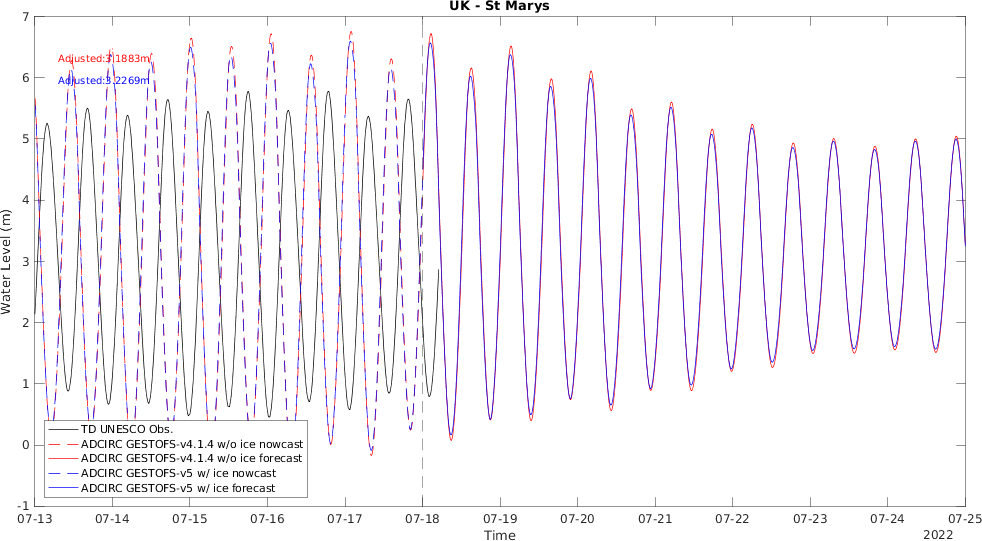 UK - St Marys
7
6
5
4
3
2
1
0
-1
Water Level (m)
Adjusted:3.1883m
Adjusted:3.2269m
TD UNESCO Obs.
ADCIRC GESTOFS-v4.1.4 w/o ice nowcast
ADCIRC GESTOFS-v4.1.4 w/o ice forecast
ADCIRC GESTOFS-v5 w/ ice nowcast
ADCIRC GESTOFS-v5 w/ ice forecast
07-13 07-14 07-15 07-16 07-17 07-18 07-19 07-20 07-21 07-22 07-23 07-24 07-25
Time
2022